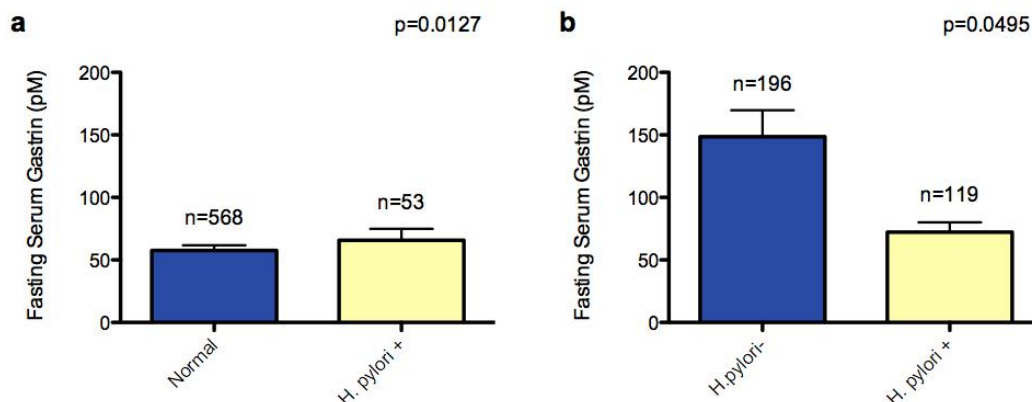 a
p=0.0127
Fasting Serum Gastrin (pM)
200
150
100
50
0
n=568
n=53
Normal
H. pylori +
b
p=0.0495
Fasting Serum Gastrin (pM)
200
150
100
50
0
n=196
n=119
H.pylori-
H. pylori +